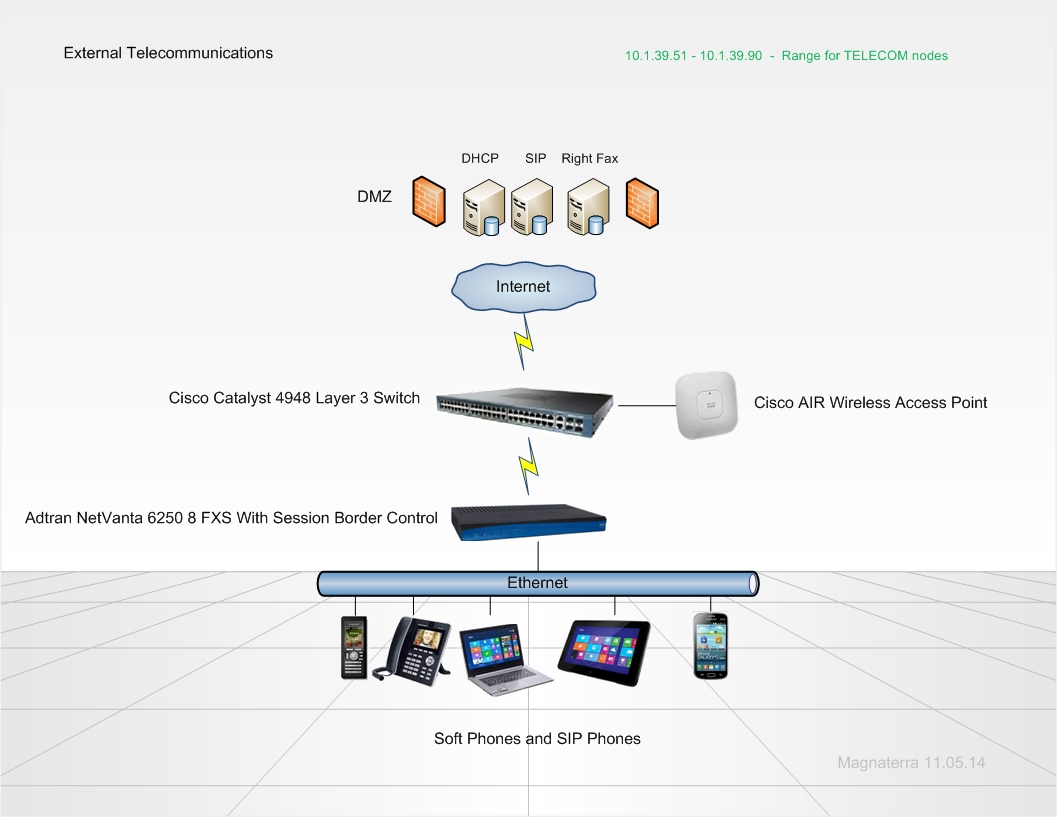 External Telecommunications
10.1.39.51 - 10.1.39.90 - Range for TELECOM nodes
DHCP
SIP
Right Fax
DMZ
Internet
Cisco Catalyst 4948 Layer 3 Switch
Cisco AIR Wireless Access Point
Adtran NetVanta 6250 8 FXS With Session Border Control
Ethernet
Soft Phones and SIP Phones
Magnaterra 11.05.14